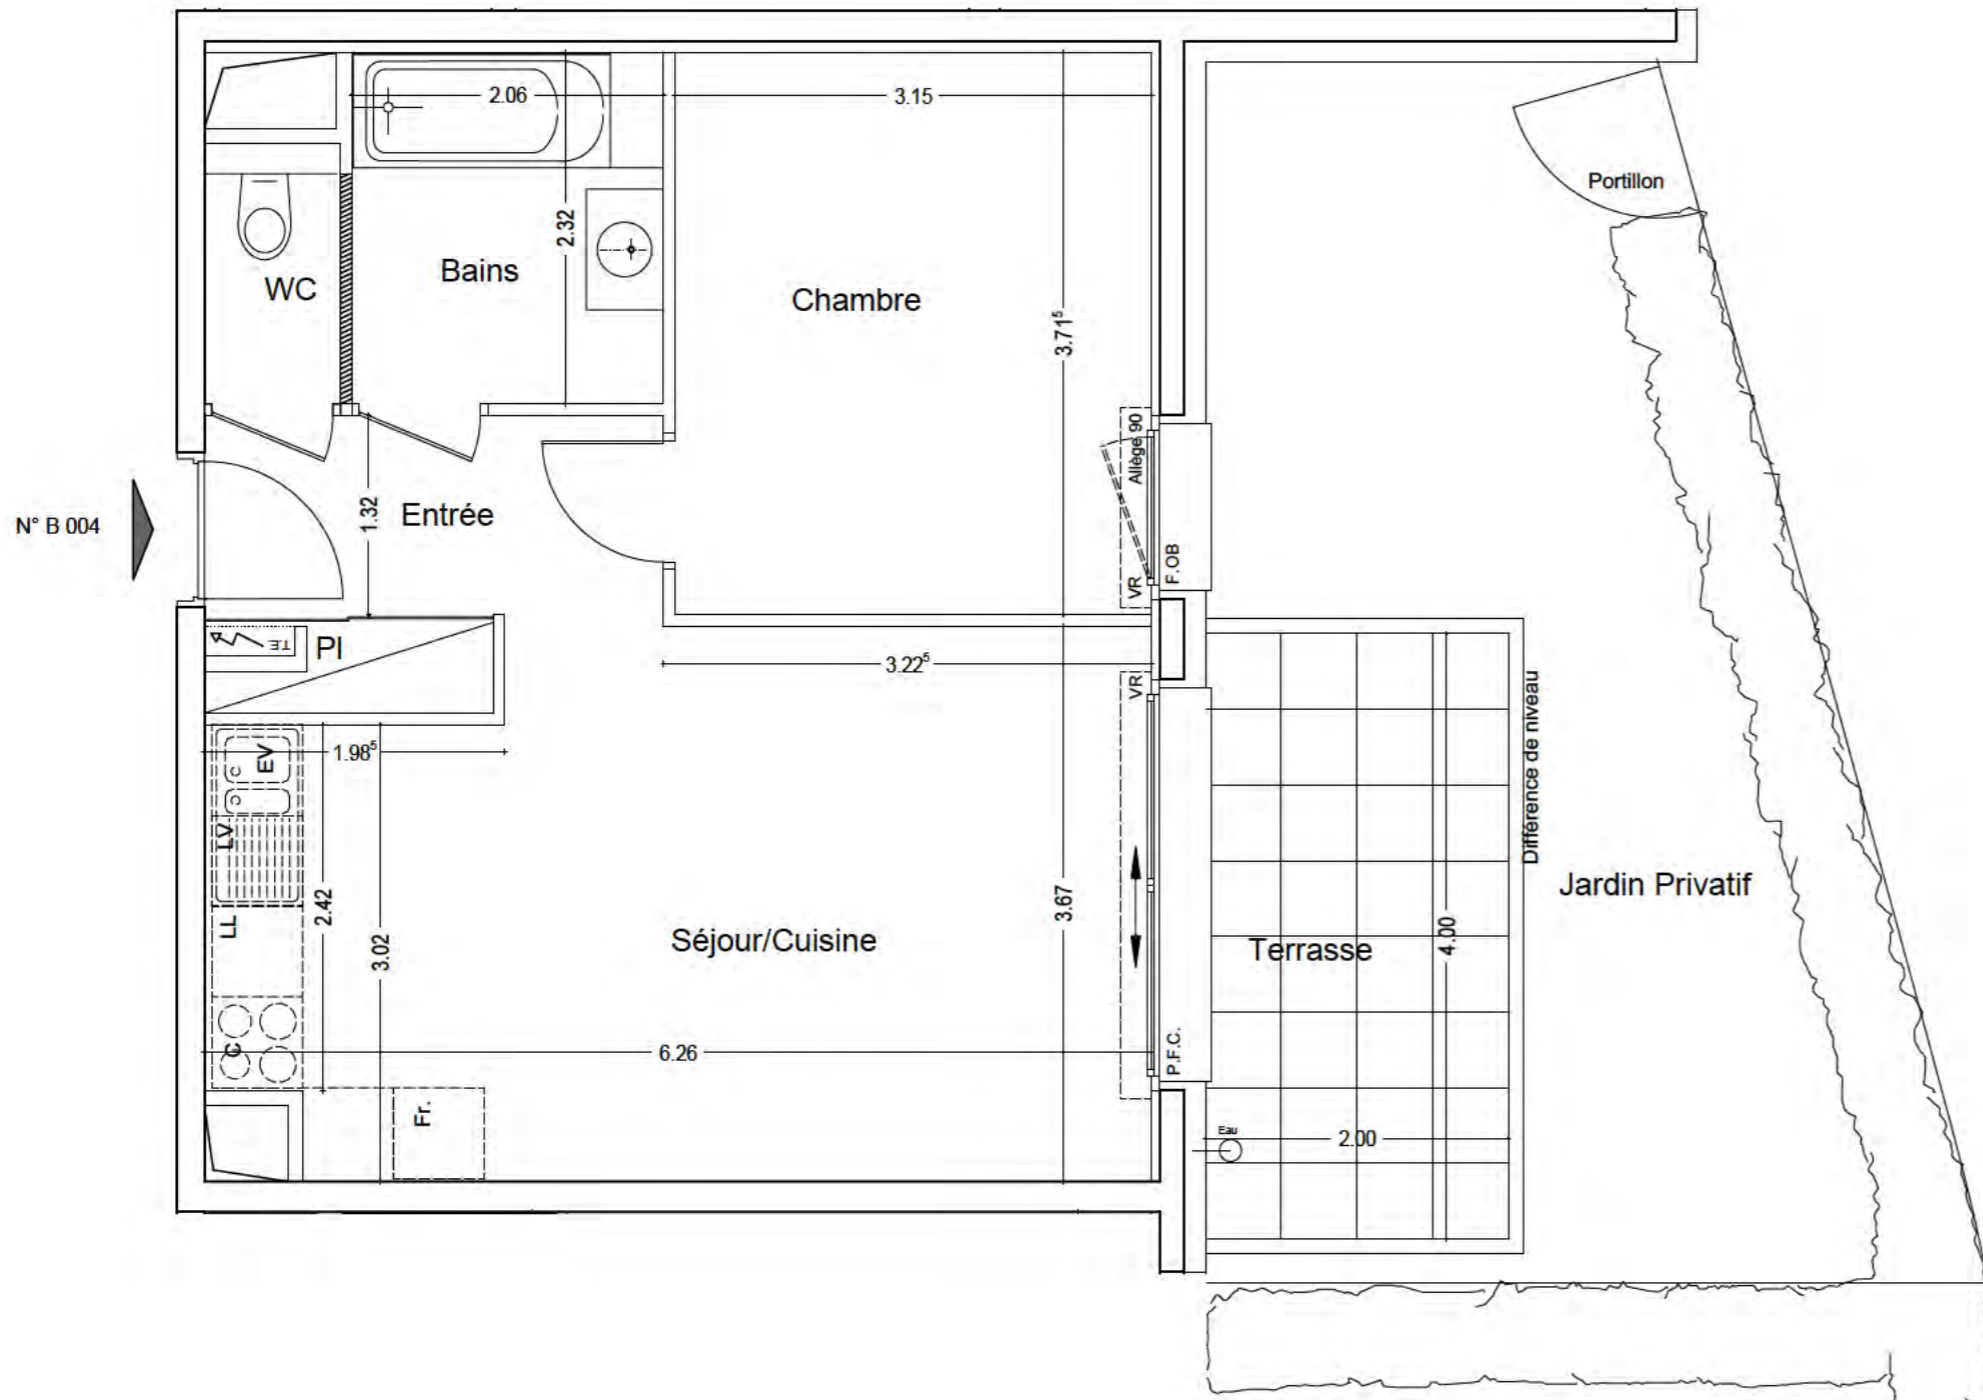 2.06
3.15
Portillon
2.32
WC
Bains
Chambre
3.71⁵
Allège 90
N° B 004
1.32
Entrée
F.OB
VR
T.E
Pl
3.22⁵
VR
Différence de niveau
1.98⁵
EV
LV
LL
2.42
3.02
3.67
Jardin Privatif
Séjour/Cuisine
Terrasse
4.00
C
6.26
P.F.C.
Fr.
Eau
2.00